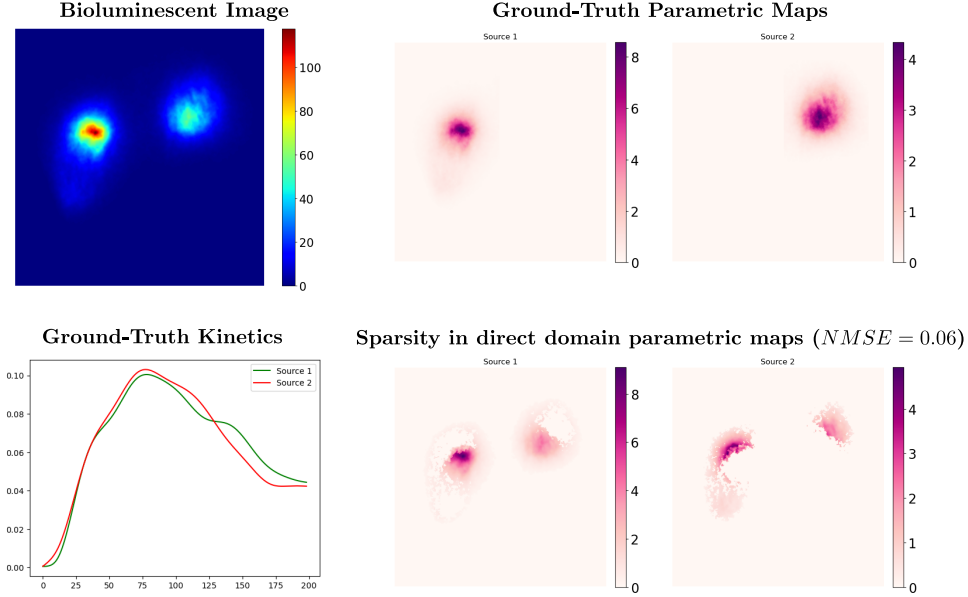 Bioluminescent Image
Ground-Truth Parametric Maps
Source 1
Source 2
100
80
60
40
20
0
8
6
4
2
0
4
3
2
1
0
Ground-Truth Kinetics
Sparsity in direct domain parametric maps (NMSE = 0.06)
Source 1
Source 2
Source 1
Source 2
0.10
0.08
0.06
0.04
0.02
0.00
0 25 50 75 100 125 150 175 200
8
6
4
2
0
4
3
2
1
0